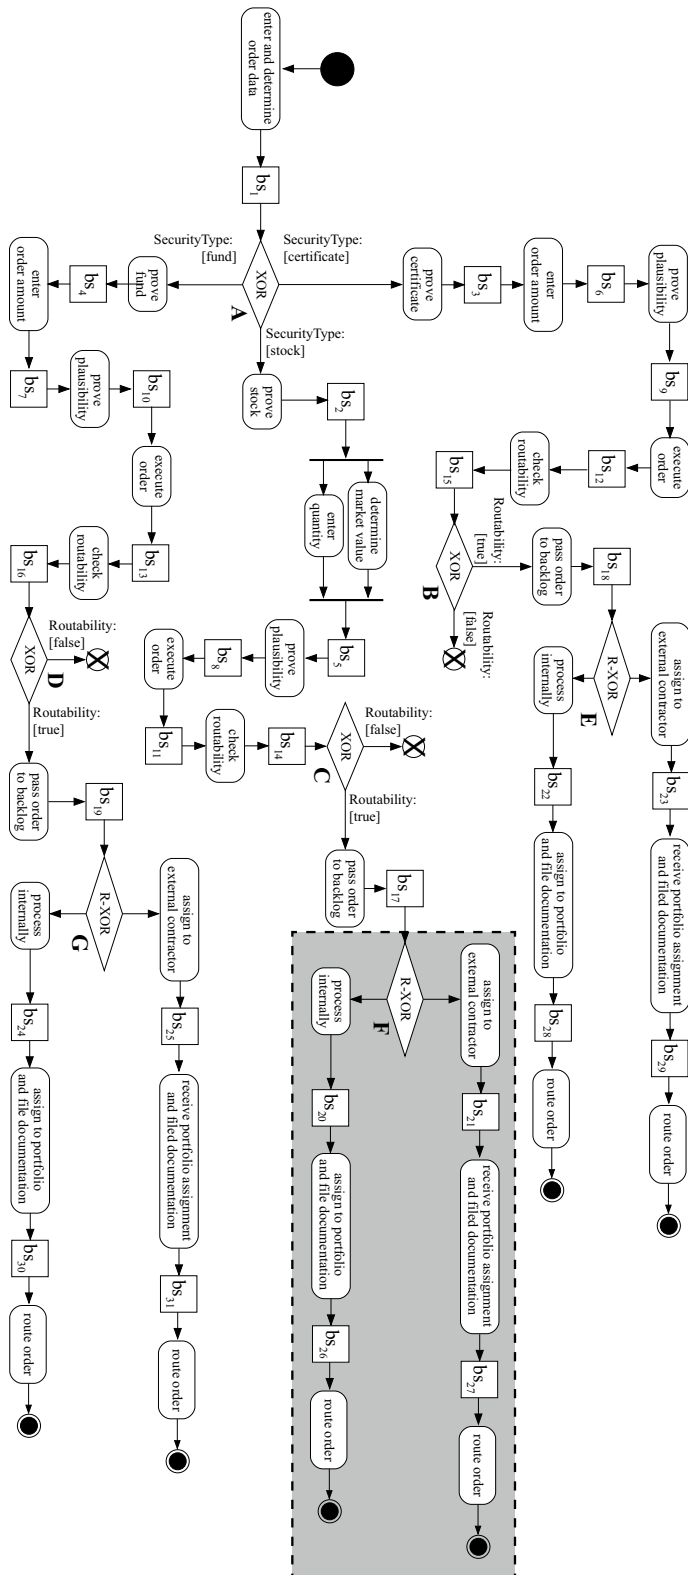 enter and determine
order data
bs1
XOR
A
SecurityType:
[fund]
SecurityType:
[certificate]
SecurityType:
[stock]
prove
certificate
bs3
enter
order amount
bs6
prove
plausibility
bs9
execute
order
bs12
check
routability
bs15
XOR
B
Routability:
[true]
Routability:
[false]
pass order
to backlog
bs18
R-XOR
E
assign to
external contractor
bs23
receive portfolio assignment
and filed documentation
bs29
route order
process
internally
bs22
assign to portfolio
and file documentation
bs28
route order
prove
stock
bs2
determine
market value
enter
quantity
bs5
prove
plausibility
bs8
execute
order
bs11
check
routability
bs14
XOR
C
Routability:
[false]
Routability:
[true]
pass order
to backlog
bs17
R-XOR
F
assign to
external contractor
bs21
receive portfolio assignment
and filed documentation
bs27
route order
process
internally
bs20
assign to portfolio
and file documentation
bs26
route order
prove
fund
bs4
enter
order amount
bs7
prove
plausibility
bs10
execute
order
bs13
check
routability
bs16
XOR
D
Routability:
[false]
Routability:
[true]
pass order
to backlog
bs19
R-XOR
G
assign to
external contractor
bs25
receive portfolio assignment
and filed documentation
bs31
route order
process
internally
bs24
assign to portfolio
and file documentation
bs30
route order